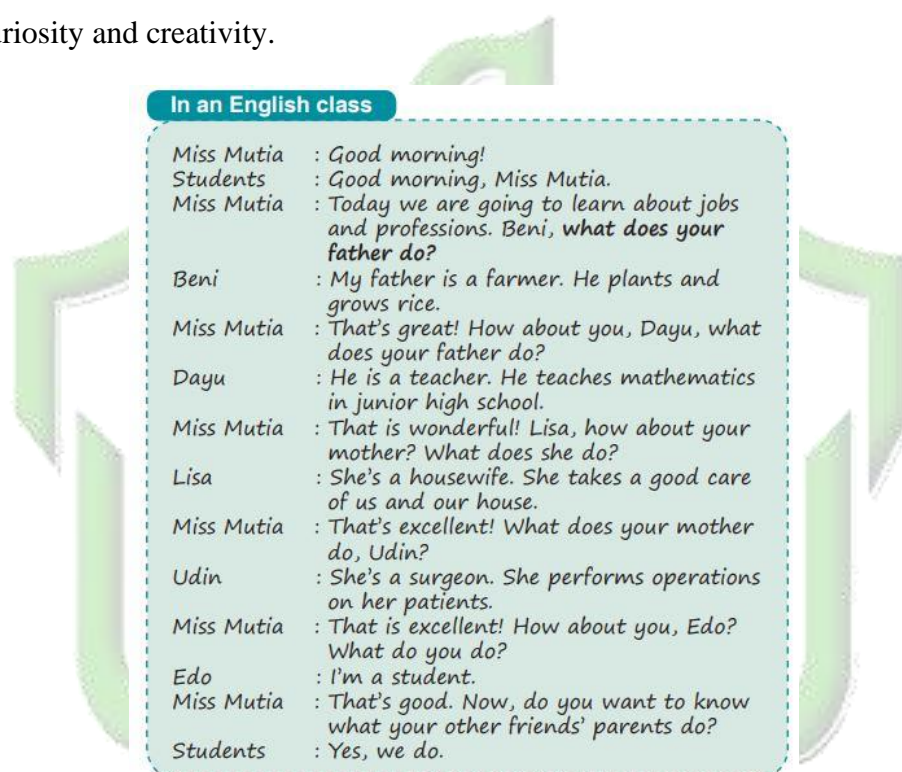 and creativity.
In an English class
Miss Mutia : Good morning!
Students : Good morning, Miss Mutia.
Miss Mutia : Today we are going to learn about jobs
and professions. Beni, what does your
father do?
Beni : My father is a farmer. He plants and
grows rice.
Miss Mutia : That's great! How about you, Dayu, what
does your father do?
Dayu : He is a teacher. He teaches mathematics
in junior high school.
Miss Mutia : That is wonderful! Lisa, how about your
mother? What does she do?
Lisa : She's a housewife. She takes a good care
of us and our house.
Miss Mutia : That's excellent! What does your mother
do, Udin?
Udin : She's a surgeon. She performs operations
on her patients.
Miss Mutia : That is excellent! How about you, Edo?
What do you do?
Edo : I'm a student.
Miss Mutia : That's good. Now, do you want to know
what your other friends' parents do?
Students : Yes, we do.